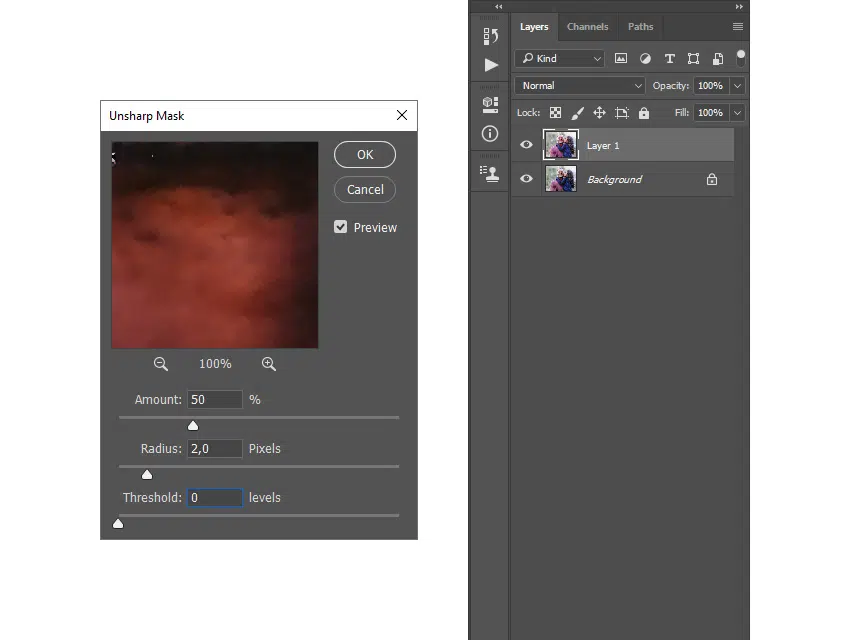 Unsharp Mask
OK
Cancel
Preview
100%
Amount: 50 %
Radius: 2,0 Pixels
Threshold: 0 levels
Layers Channels Paths
Kind
Normal Opacity: 100%
Lock: Fill: 100%
Layer 1
Background